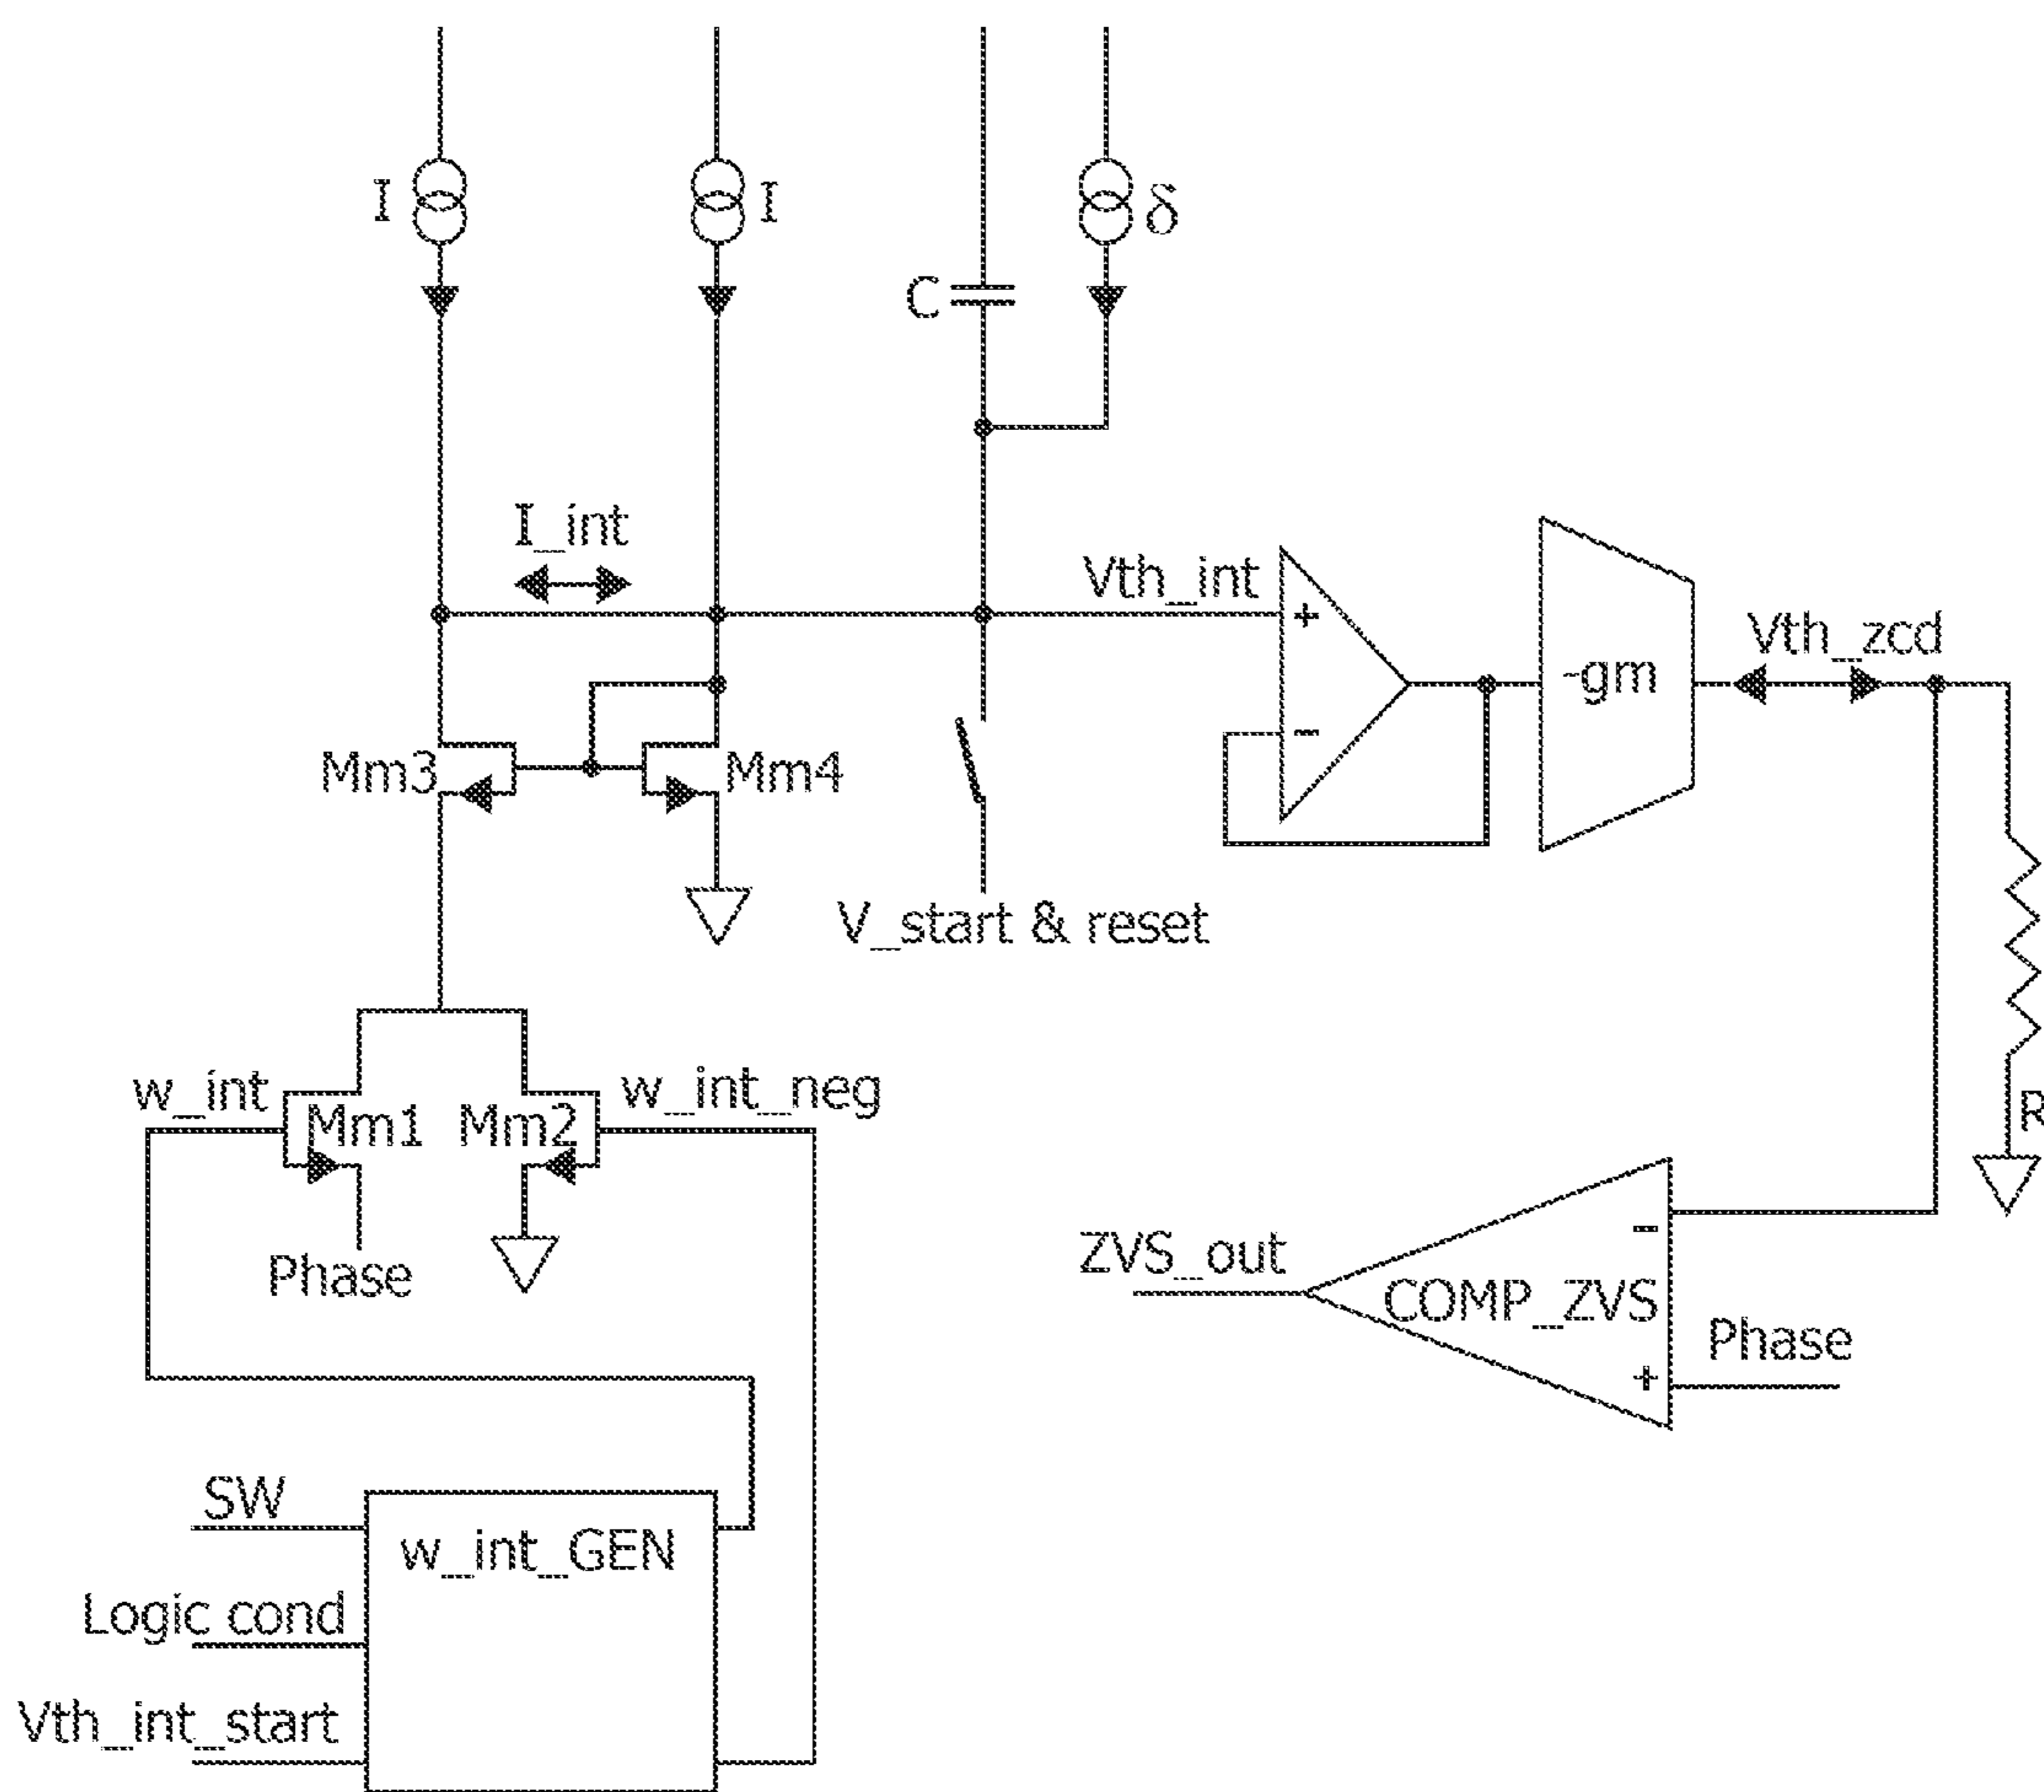 I
I
δ
C
I_int
Vth_int
+
-
-gm
Vth_zcd
Mm3
Mm4
V_start & reset
w_int
w_int_neg
Mm1
Mm2
R
Phase
ZVS_out
-
COMP_ZVS
+
Phase
SW
w_int_GEN
Logic cond
Vth_int_start